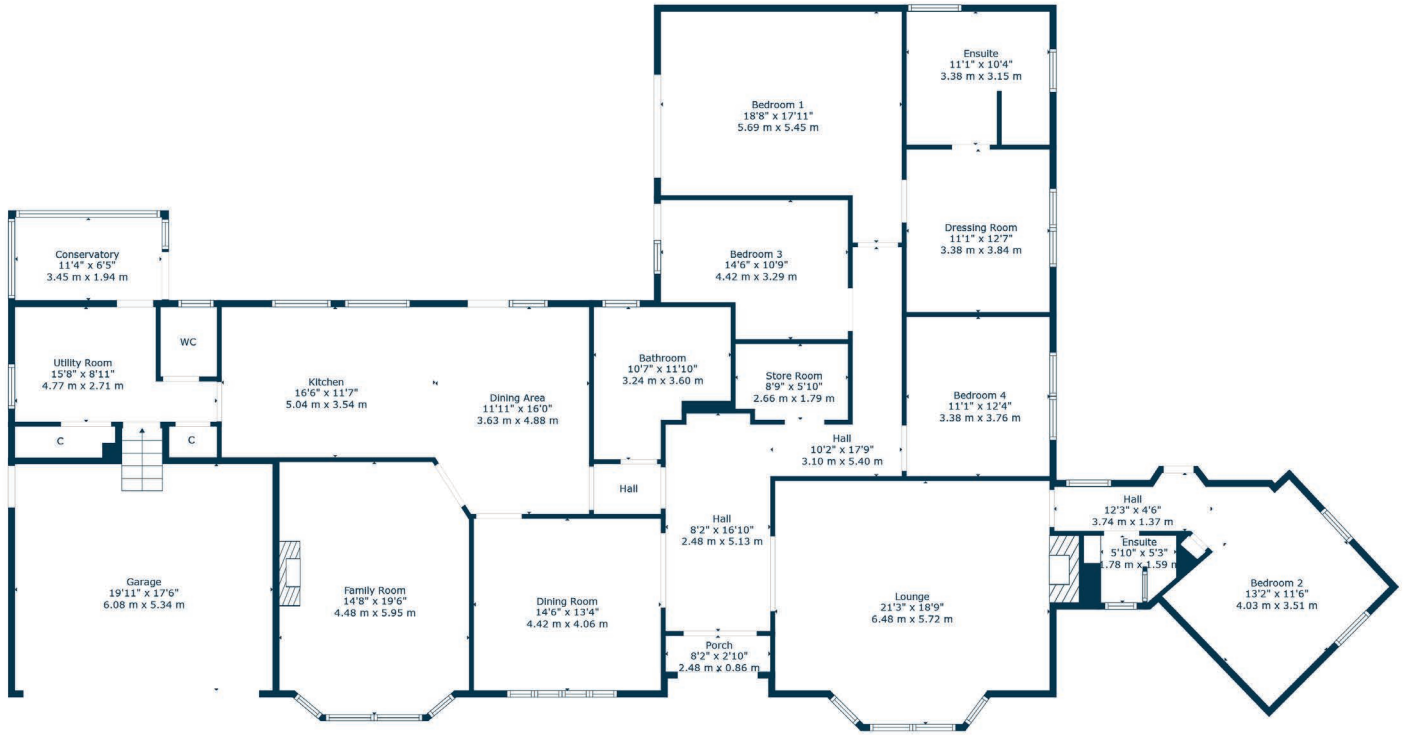 Ensuite
11'1" x 10'4"
3.38 m x 3.15 m
Bedroom 1
18'8" x 17'11"
5.69 m x 5.45 m
Dressing Room
11'1" x 12'7"
3.38 m x 3.84 m
Conservatory
11'4" x 6'5"
3.45 m x 1.94 m
Bedroom 3
14'6" x 10'9"
4.42 m x 3.29 m
WC
Utility Room
15'8" x 8'11"
4.77 m x 2.71 m
Kitchen
16'6" x 11'7"
5.04 m x 3.54 m
Dining Area
11'11" x 16'0"
3.63 m x 4.88 m
Bathroom
10'7" x 11'10"
3.24 m x 3.60 m
Store Room
8'9" x 5'10"
2.66 m x 1.79 m
Bedroom 4
11'1" x 12'4"
3.38 m x 3.76 m
C
C
Hall
10'2" x 17'9"
3.10 m x 5.40 m
Hall
Hall
8'2" x 16'10"
2.48 m x 5.13 m
Hall
12'3" x 4'6"
3.74 m x 1.37 m
Ensuite
5'10" x 5'3"
1.78 m x 1.59 m
Garage
19'11" x 17'6"
6.08 m x 5.34 m
Family Room
14'8" x 19'6"
4.48 m x 5.95 m
Dining Room
14'6" x 13'4"
4.42 m x 4.06 m
Lounge
21'3" x 18'9"
6.48 m x 5.72 m
Bedroom 2
13'2" x 11'6"
4.03 m x 3.51 m
Porch
8'2" x 2'10"
2.48 m x 0.86 m